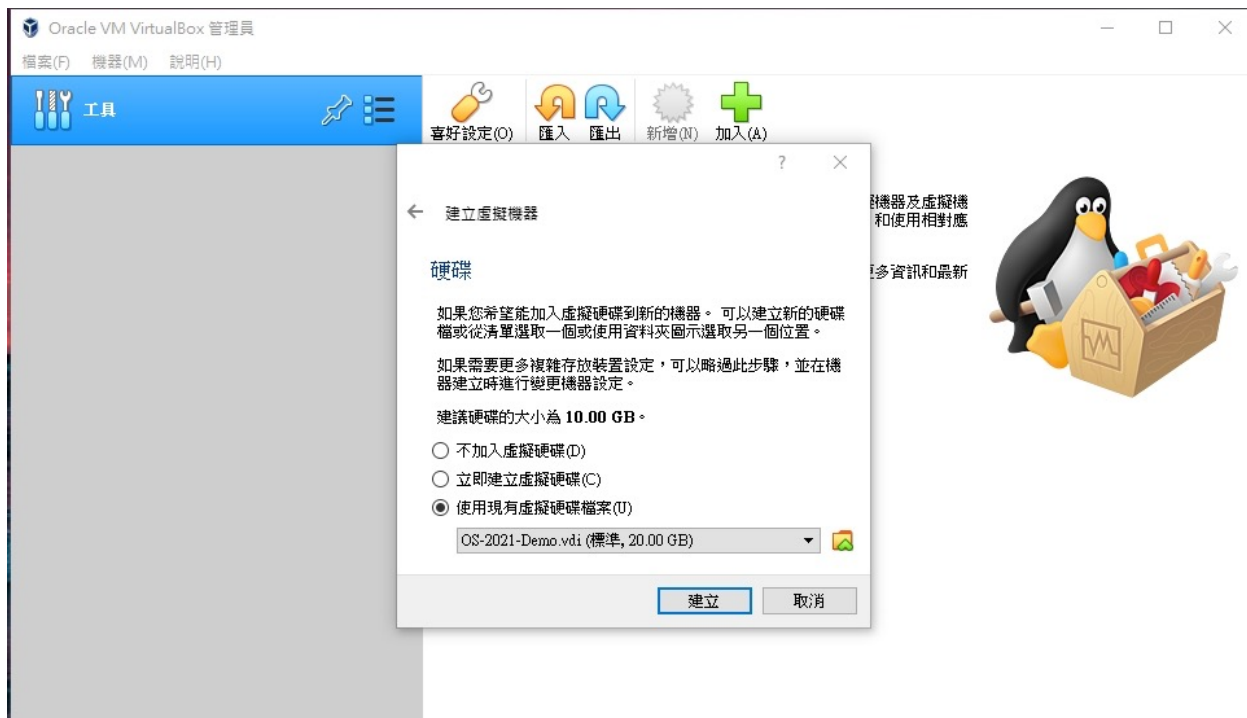 Oracle VM VirtualBox 管理員
檔案(F) 機器(M) 說明(H)
工具
喜好設定(O) 匯入 匯出 新增(N) 加入(A)
?
建立虛擬機器
機器及虛擬機
和使用相對應
多資訊和最新
硬碟
如果您希望能加入虛擬硬碟到新的機器。 可以建立新的硬碟
檔或從清單選取一個或使用資料夾圖示選取另一個位置。
如果需要更多複雜存放裝置設定，可以略過此步驟，並在機
器建立時進行變更機器設定。
建議硬碟的大小為 10.00 GB。
不加入虛擬硬碟(D)
立即建立虛擬硬碟(C)
使用現有虛擬硬碟檔案(U)
OS-2021-Demo.vdi (標準, 20.00 GB)
建立 取消